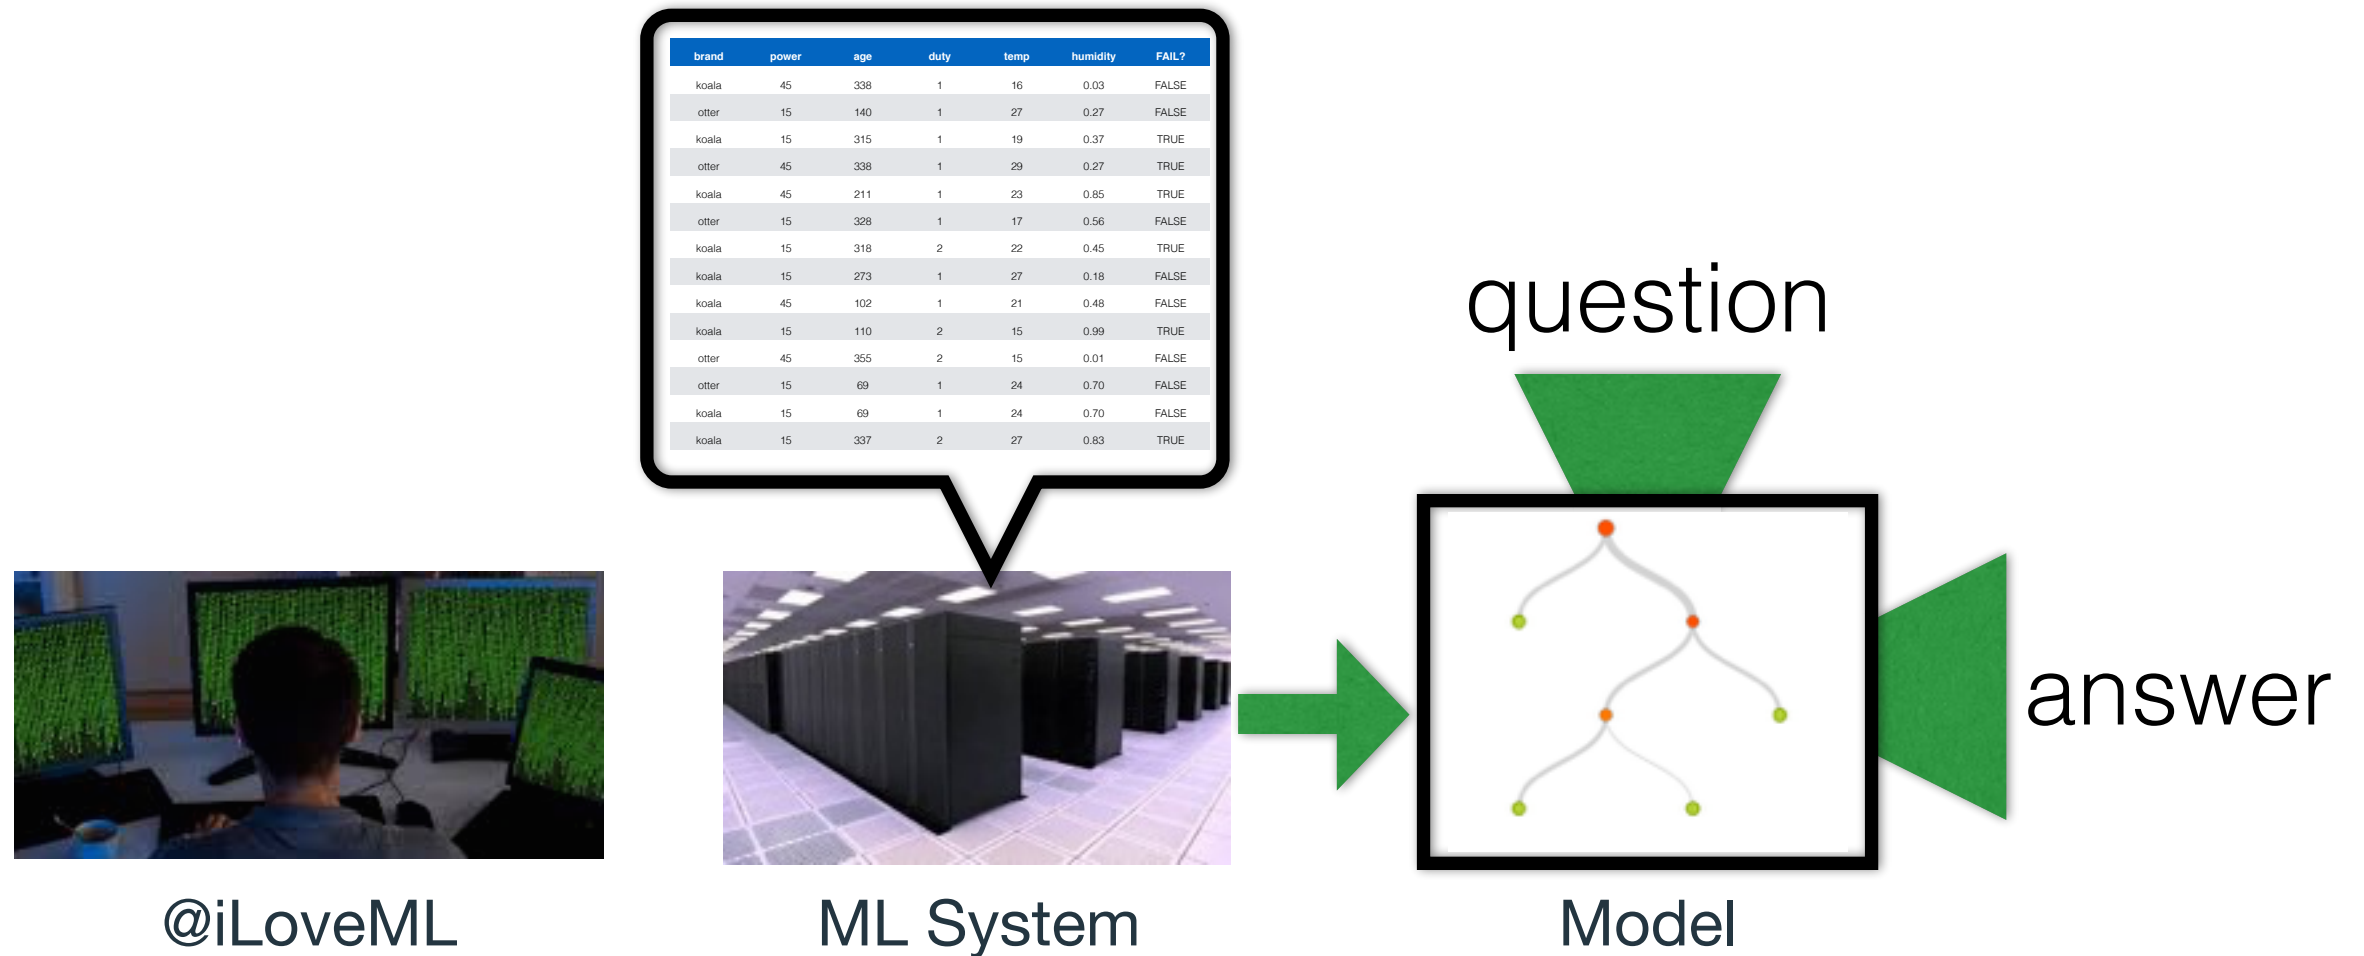 brand power age duty temp humidity FAIL?
koala 45 338 1 16 0.03 FALSE
otter 15 140 1 27 0.27 FALSE
koala 15 315 1 19 0.37 TRUE
otter 45 338 1 29 0.27 TRUE
koala 45 211 1 23 0.85 TRUE
otter 15 328 1 17 0.56 FALSE
koala 15 318 2 22 0.45 TRUE
koala 15 273 1 27 0.18 FALSE
koala 45 102 1 21 0.48 FALSE
koala 15 110 2 15 0.99 TRUE
otter 45 355 2 15 0.01 FALSE
otter 15 69 1 24 0.70 FALSE
koala 15 69 1 24 0.70 FALSE
koala 15 337 2 27 0.83 TRUE
question
answer
@iLoveML
ML System
Model